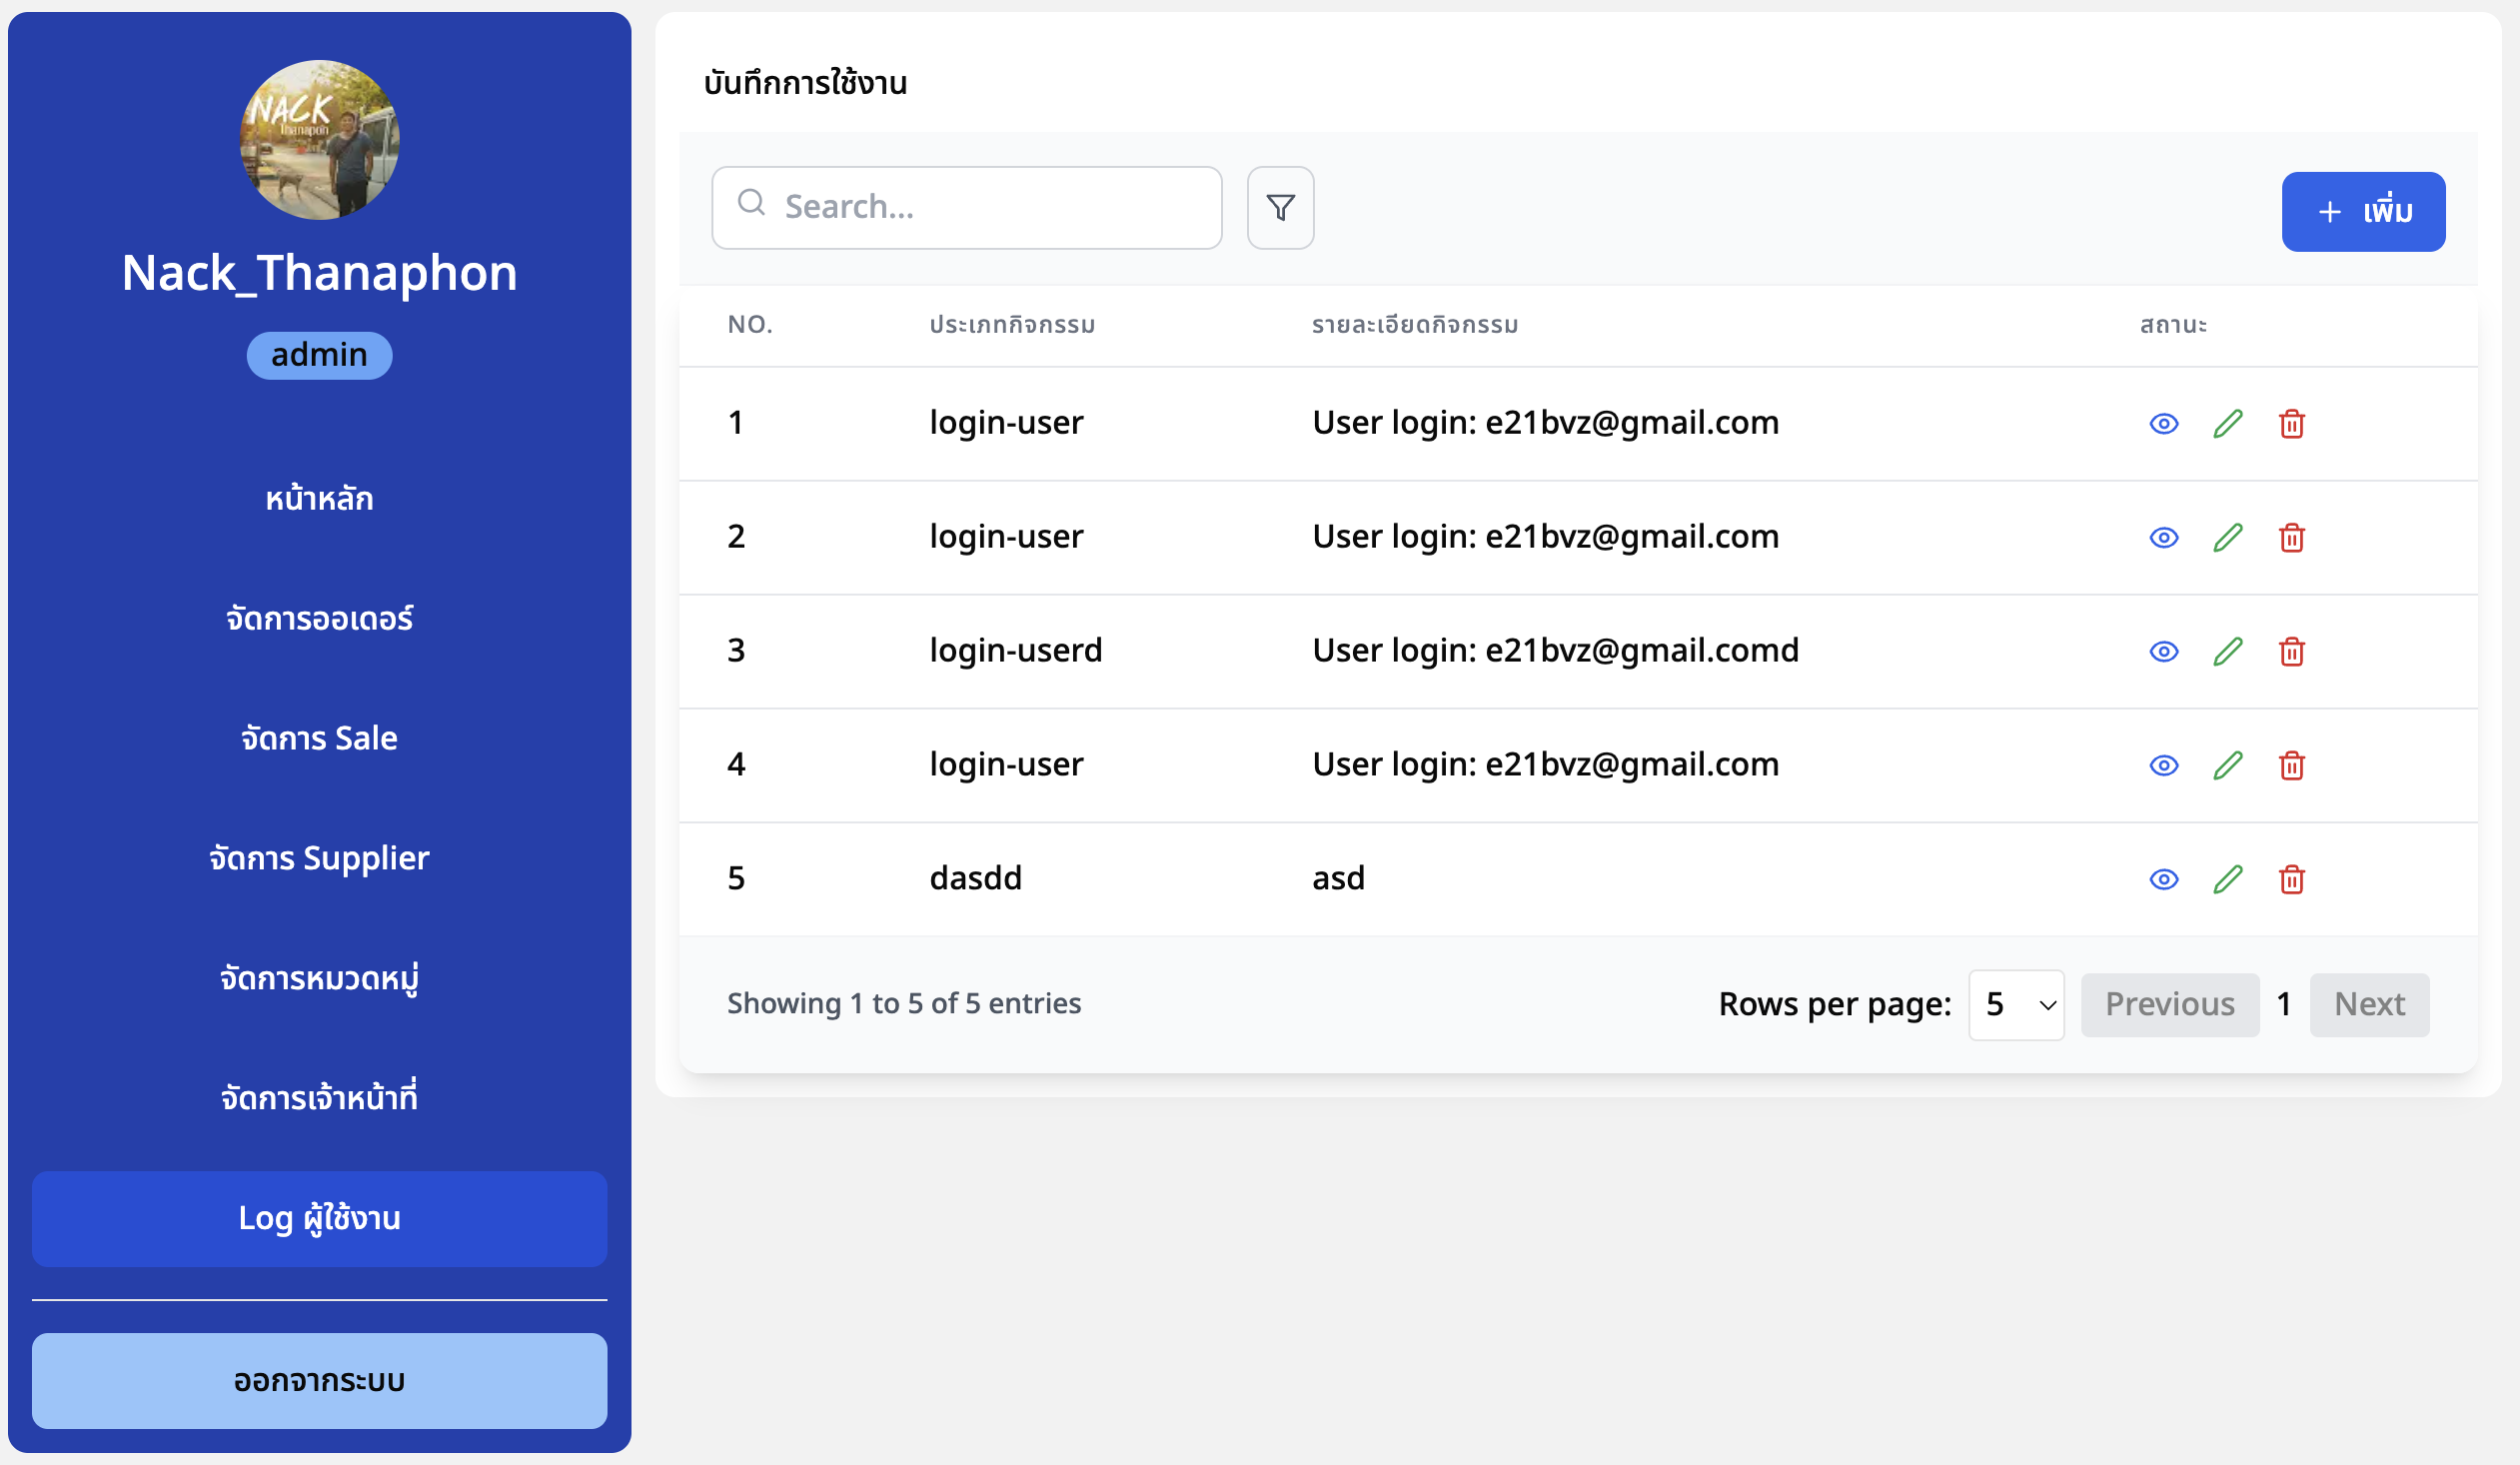 NACK
Thanapon
Nack_Thanaphon
admin
หน้าหลัก
จัดการออเดอร์
จัดการ Sale
จัดการ Supplier
จัดการหมวดหมู่
จัดการเจ้าหน้าที่
Log ผู้ใช้งาน
ออกจากระบบ
บันทึกการใช้งาน
Search...
+ เพิ่ม
NO. ประเภทกิจกรรม รายละเอียดกิจกรรม สถานะ
1 login-user User login: e21bvz@gmail.com
2 login-user User login: e21bvz@gmail.com
3 login-userd User login: e21bvz@gmail.comd
4 login-user User login: e21bvz@gmail.com
5 dasdd asd
Showing 1 to 5 of 5 entries Rows per page: 5 Previous 1 Next